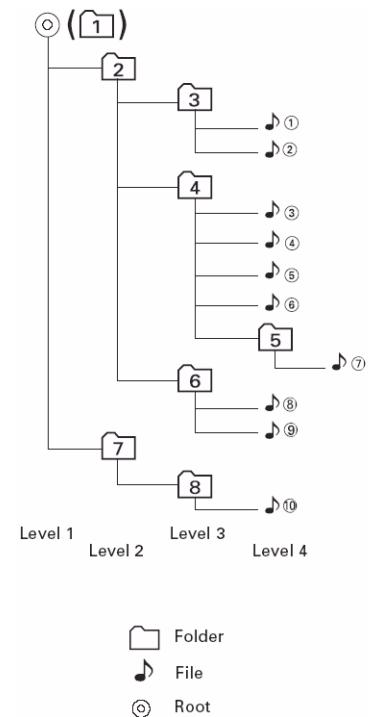 (1)
2
3
①
②
4
③
④
⑤
⑥
5
⑦
6
⑧
⑨
7
8
⑩
Level 1
Level 2
Level 3
Level 4
Folder
File
Root